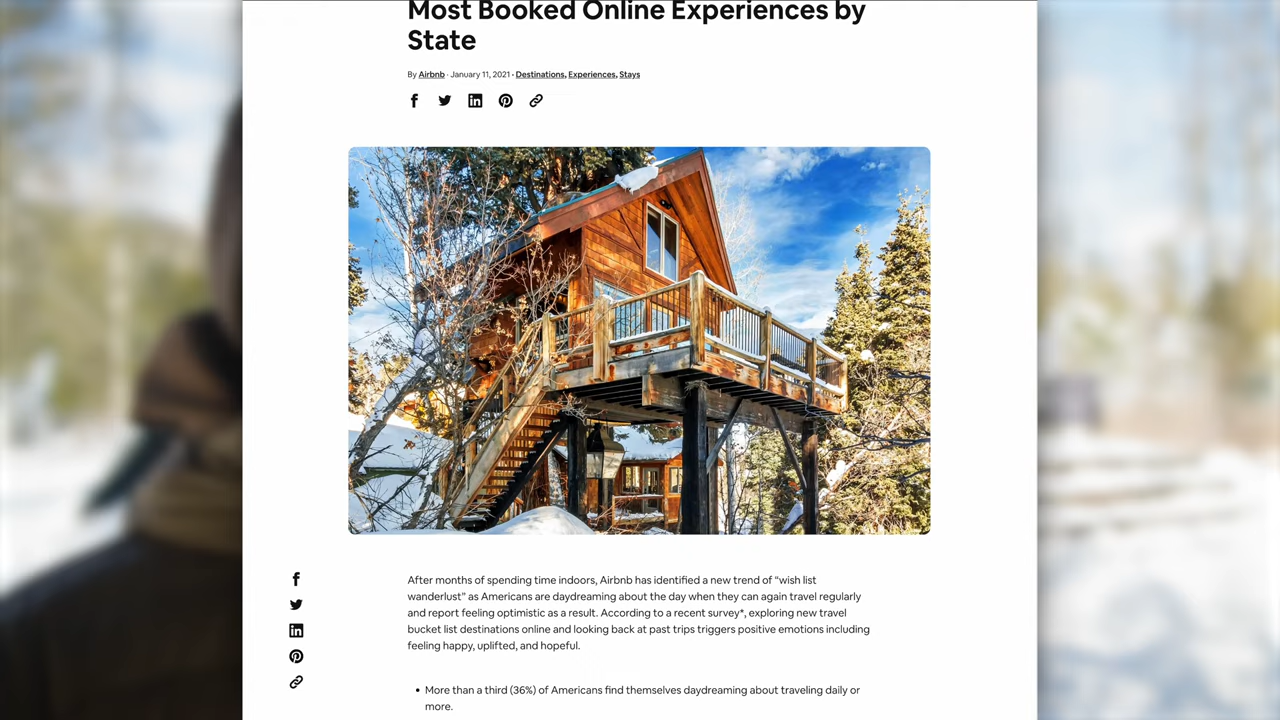 Most Booked Online Experiences by
State
By Airbnb · January 11, 2021 · Destinations, Experiences, Stays
After months of spending time indoors, Airbnb has identified a new trend of “wish list
wanderlust” as Americans are daydreaming about the day when they can again travel regularly
and report feeling optimistic as a result. According to a recent survey*, exploring new travel
bucket list destinations online and looking back at past trips triggers positive emotions including
feeling happy, uplifted, and hopeful.
• More than a third (36%) of Americans find themselves daydreaming about traveling daily or
more.